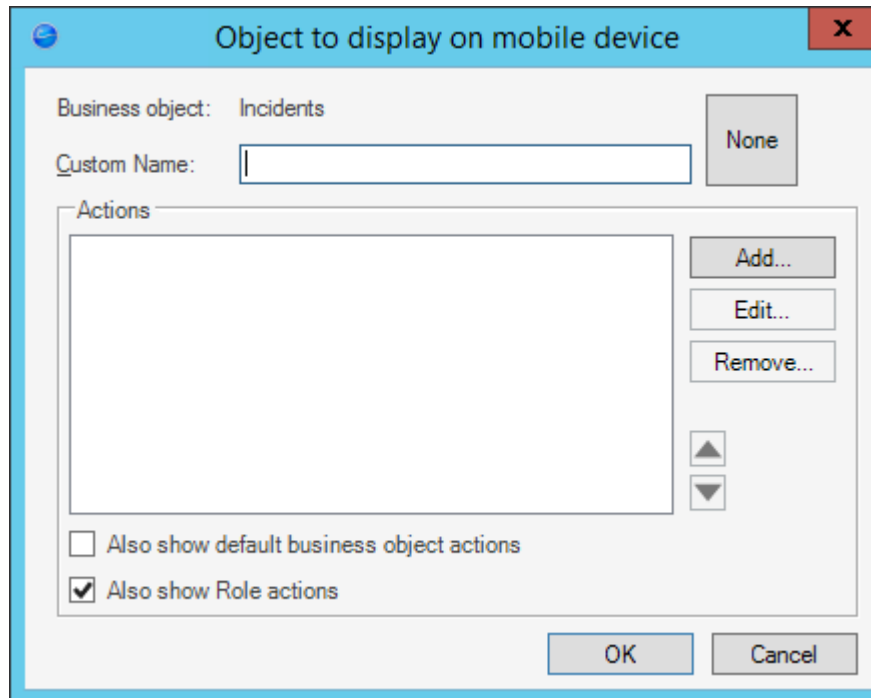 Object to display on mobile device
x
Business object: Incidents
None
Custom Name:
Actions
Add...
Edit...
Remove...
Also show default business object actions
Also show Role actions
OK Cancel